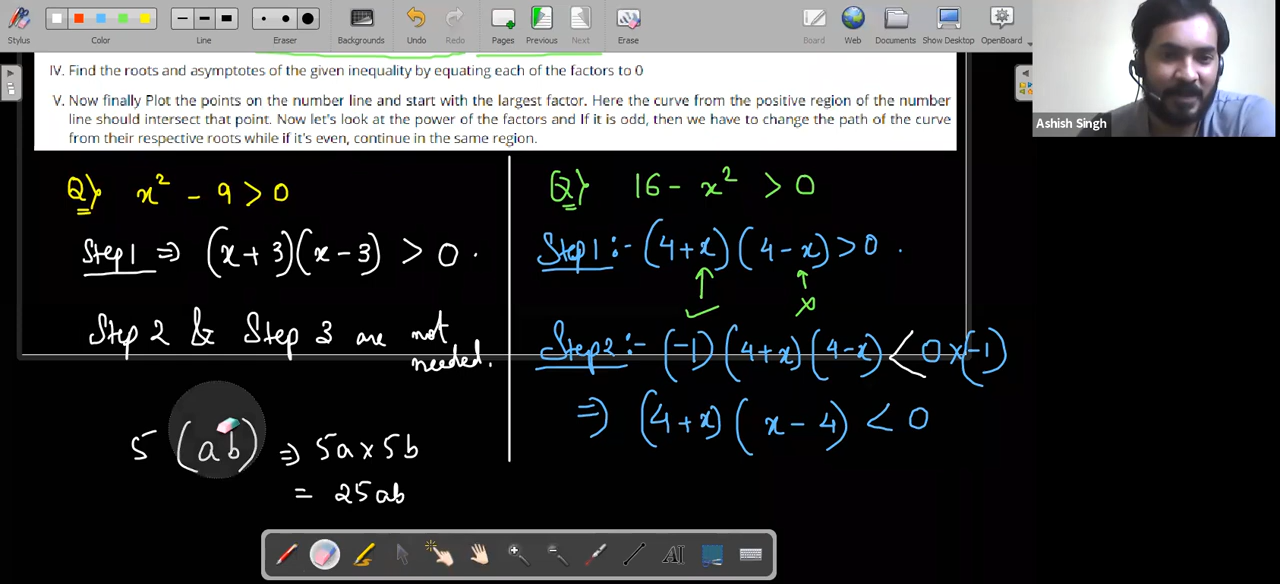 Stylus Color Line Eraser Backgrounds Undo Redo Pages Previous Next Erase Board Web Documents Show Desktop OpenBoard
Ashish Singh
IV. Find the roots and asymptotes of the given inequality by equating each of the factors to 0
V. Now finally Plot the points on the number line and start with the largest factor. Here the curve from the positive region of the number
line should intersect that point. Now let's look at the power of the factors and If it is odd, then we have to change the path of the curve
from their respective roots while if it's even, continue in the same region.
Q} x² - 9 > 0
Step 1 ⇒ (x + 3)(x - 3) > 0.
Step 2 & Step 3 are not
needed.
5 (ab) ⇒ 5a x 5b
= 25ab
Q} 16 - x² > 0
Step 1 :- (4 + x)(4 - x) > 0.
Step 2 :- (-1)(4 + x)(4 - x) < 0 x (-1)
⇒ (4 + x)(x - 4) < 0
AI